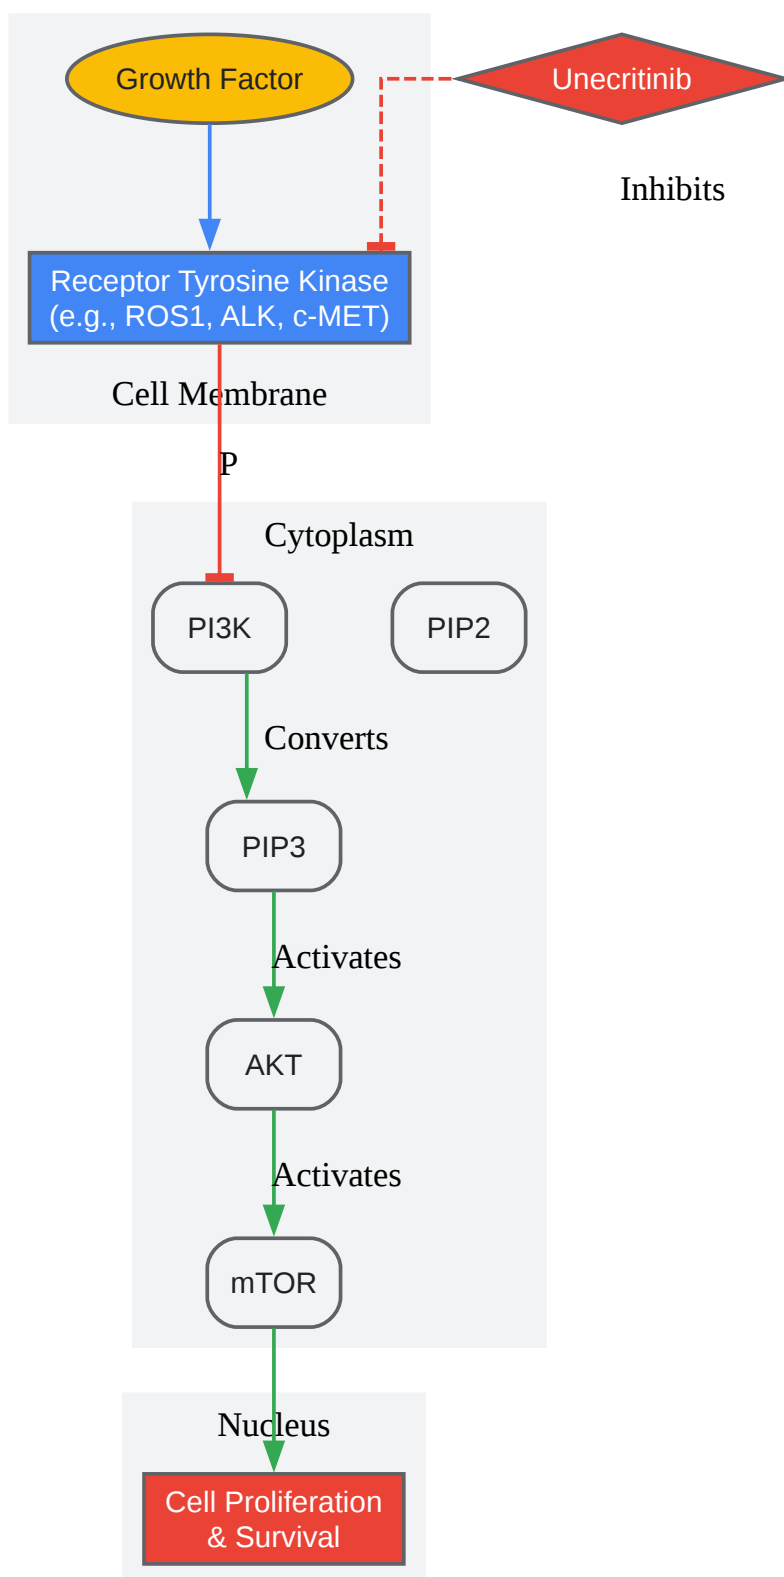 Growth Factor
Unecritinib
Inhibits
Receptor Tyrosine Kinase
(e.g., ROS1, ALK, c-MET)
Cell Membrane
P
Cytoplasm
PI3K
PIP2
Converts
PIP3
Activates
AKT
Activates
mTOR
Nucleus
Cell Proliferation
& Survival